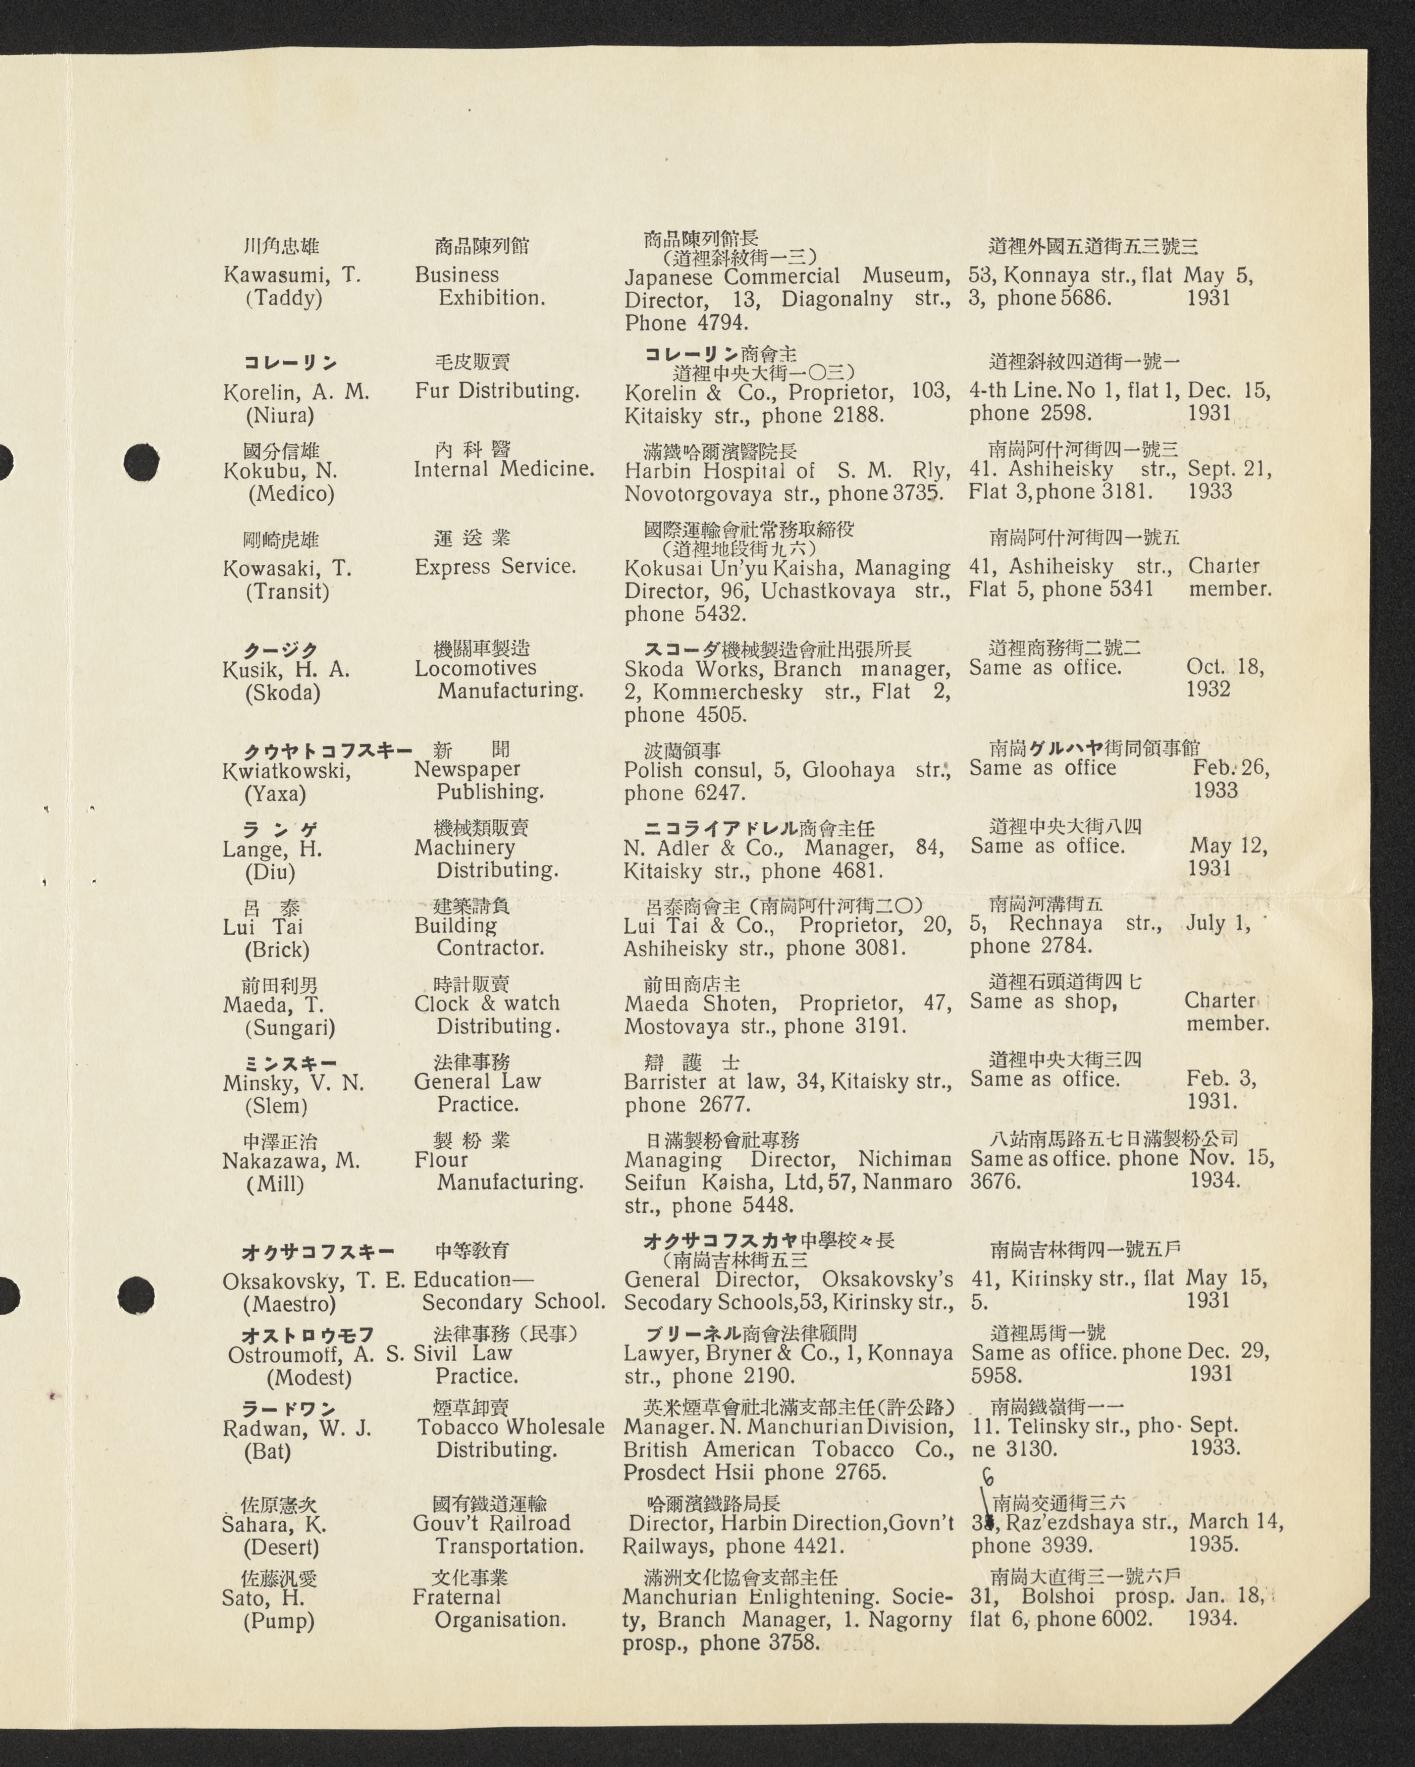 川角忠雄 商品陳列館 商品陳列館長 道裡外國五道街五三號三
(道裡斜紋街一三)
Kawasumi, T. Business Japanese Commercial Museum, 53, Konnaya str., flat May 5,
(Taddy) Exhibition. Director, 13, Diagonalny str., 3, phone 5686. 1931
Phone 4794.
コレーリン 毛皮販賣 コレーリン商會主 道裡斜紋四道街一號一
道裡中央大街一〇三)
Korelin, A. M. Fur Distributing. Korelin & Co., Proprietor, 103, 4-th Line. No 1, flat 1, Dec. 15,
(Niura) Kitaisky str., phone 2188. phone 2598. 1931
國分信雄 內科醫 滿鐵哈爾濱醫院長 南崗阿什河街四一號三
Kokubu, N. Internal Medicine. Harbin Hospital of S. M. Rly, 41. Ashiheisky str., Sept. 21,
(Medico) Novotorgovaya str., phone 3735. Flat 3, phone 3181. 1933
剛崎虎雄 運送業 國際運輸會社常務取締役 南崗阿什河街四一號五
(道裡地段街九六)
Kowasaki, T. Express Service. Kokusai Un'yu Kaisha, Managing 41, Ashiheisky str., Charter
(Transit) Director, 96, Uchastkovaya str., Flat 5, phone 5341 member.
phone 5432.
クージク 機關車製造 スコーダ機械製造會社出張所長 道裡商務街二號二
Kusik, H. A. Locomotives Skoda Works, Branch manager, Same as office. Oct. 18,
(Skoda) Manufacturing. 2, Kommerchesky str., Flat 2, 1932
phone 4505.
クウヤトコフスキー 新聞 波蘭領事 南崗グルハヤ街同領事館
Kwiatkowski, Newspaper Polish consul, 5, Gloohaya str., Same as office Feb. 26,
(Yaxa) Publishing. phone 6247. 1933
ランゲ 機械類販賣 ニコライアドレル商會主任 道裡中央大街八四
Lange, H. Machinery N. Adler & Co., Manager, 84, Same as office. May 12,
(Diu) Distributing. Kitaisky str., phone 4681. 1931
呂泰 建築請負 呂泰商會主(南崗阿什河街二〇) 南崗河溝街五
Lui Tai Building Lui Tai & Co., Proprietor, 20, 5, Rechnaya str., July 1,
(Brick) Contractor. Ashiheisky str., phone 3081. phone 2784.
前田利男 時計販賣 前田商店主 道裡石頭道街四七
Maeda, T. Clock & watch Maeda Shoten, Proprietor, 47, Same as shop, Charter
(Sungari) Distributing. Mostovaya str., phone 3191. member.
ミンスキー 法律事務 辯護士 道裡中央大街三四
Minsky, V. N. General Law Barrister at law, 34, Kitaisky str., Same as office. Feb. 3,
(Slem) Practice. phone 2677. 1931.
中澤正治 製粉業 日滿製粉會社專務 八站南馬路五七日滿製粉公司
Nakazawa, M. Flour Managing Director, Nichiman Same as office. phone Nov. 15,
(Mill) Manufacturing. Seifun Kaisha, Ltd, 57, Nanmaro 3676. 1934.
str., phone 5448.
オクサコフスキー 中等教育 オクサコフスカヤ中學校々長 南崗吉林街四一號五戶
(南崗吉林街五三
Oksakovsky, T. E. Education— General Director, Oksakovsky's 41, Kirinsky str., flat May 15,
(Maestro) Secondary School. Secodary Schools, 53, Kirinsky str., 5. 1931
オストロウモフ 法律事務(民事) ブリーネル商會法律顧問 道裡馬街一號
Ostroumoff, A. S. Sivil Law Lawyer, Bryner & Co., 1, Konnaya Same as office. phone Dec. 29,
(Modest) Practice. str., phone 2190. 5958. 1931
ラードワン 煙草卸賣 英米煙草會社北滿支部主任(許公路) 南崗鐵嶺街一一
Radwan, W. J. Tobacco Wholesale Manager. N. Manchurian Division, 11. Telinsky str., pho- Sept.
(Bat) Distributing. British American Tobacco Co., ne 3130. 1933.
Prosdect Hsii phone 2765.
6
佐原憲次 國有鐵道運輸 哈爾濱鐵路局長 南崗交通街三六
Sahara, K. Gouv't Railroad Director, Harbin Direction, Govn't 3, Raz'ezdshaya str., March 14,
(Desert) Transportation. Railways, phone 4421. phone 3939. 1935.
佐藤汎愛 文化事業 滿洲文化協會支部主任 南崗大直街三一號六戶
Sato, H. Fraternal Manchurian Enlightening. Socie- 31, Bolshoi prosp. Jan. 18,
(Pump) Organisation. ty, Branch Manager, 1. Nagorny flat 6, phone 6002. 1934.
prosp., phone 3758.